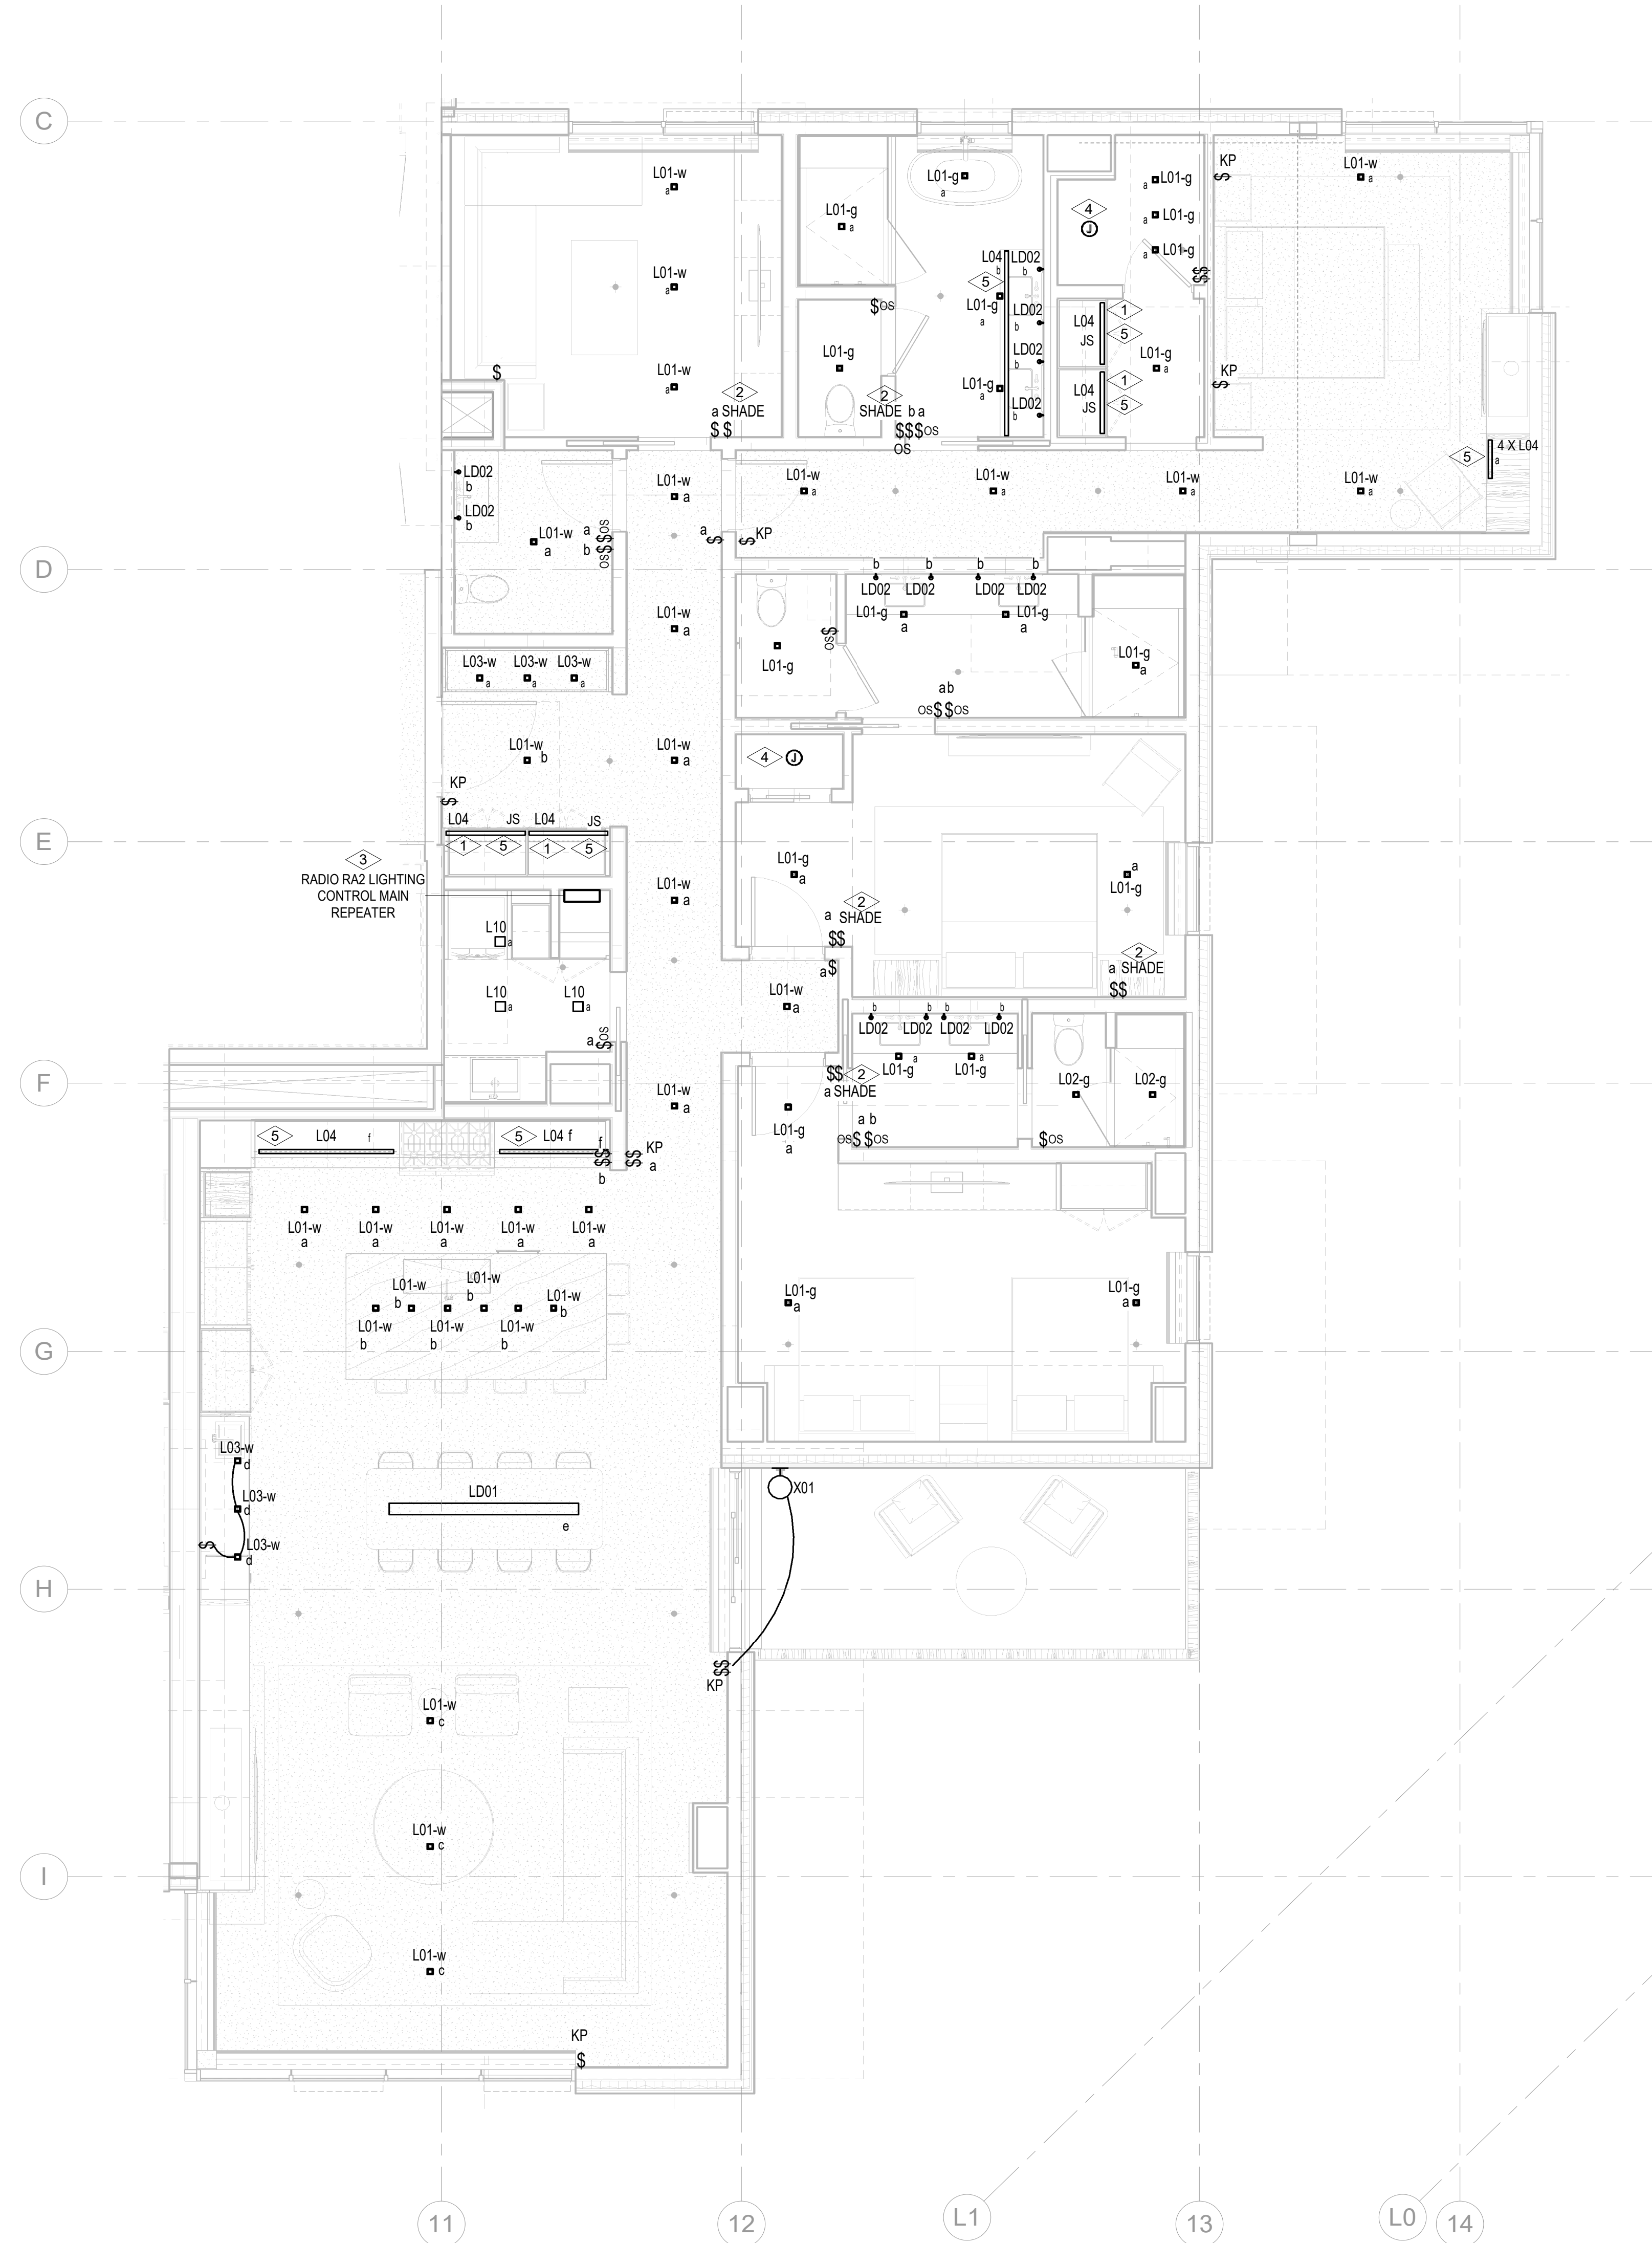 C
L01-w
a
L01-g
a
L01-g
a
L01-g
a
L01-g
a
L01-g
a
4
J
KP
$
L01-w
a
L01-w
a
L01-w
a
$
2
a SHADE
$ $
$OS
L01-g
a
2
SHADE b a
$$$OS
OS
L04
b
5
L01-g
a
L01-g
a
LD02
b
LD02
b
LD02
b
LD02
b
$$
L04
JS
1
5
L04
JS
1
5
L01-g
a
KP
$
5
4 X L04
a
LD02
b
LD02
b
L01-w
a
a
b
$$OS
OS
L01-w
a
a
$
$ KP
L01-w
a
L01-w
a
L01-w
a
L01-w
a
D
b
b
b
b
LD02
LD02
LD02
LD02
L01-g
a
L01-g
a
L01-w
a
OS$
L01-g
L01-g
a
L03-w
a
L03-w
a
L03-w
a
ab
OS$ $OS
L01-w
b
L01-w
a
4
J
KP
$
E
L04
JS
L04
JS
1
5
1
5
3
RADIO RA2 LIGHTING
CONTROL MAIN
REPEATER
L01-w
a
L01-g
a
a
L01-g
2
a SHADE
$$
2
a SHADE
$$
L10
a
L10
a
L10
a
a $OS
a $
L01-w
a
b
b
b
b
LD02
LD02
LD02
LD02
L01-g
a
L01-g
a
F
$$
2
a SHADE
L02-g
L02-g
L01-w
a
L01-g
a
a b
OS$ $OS
$OS
5
L04
f
5
L04 f
f
$$
b
KP
$$
a
L01-w
a
L01-w
a
L01-w
a
L01-w
a
L01-w
a
L01-w
b
L01-w
b
L01-w
b
L01-w
b
L01-w
b
L01-w
b
L01-g
a
L01-g
a
G
L03-w
d
L03-w
d
L03-w
d
$
LD01
e
X01
H
$$
KP
L01-w
c
L01-w
c
I
L01-w
c
KP
$
11
12
L1
13
L0
14